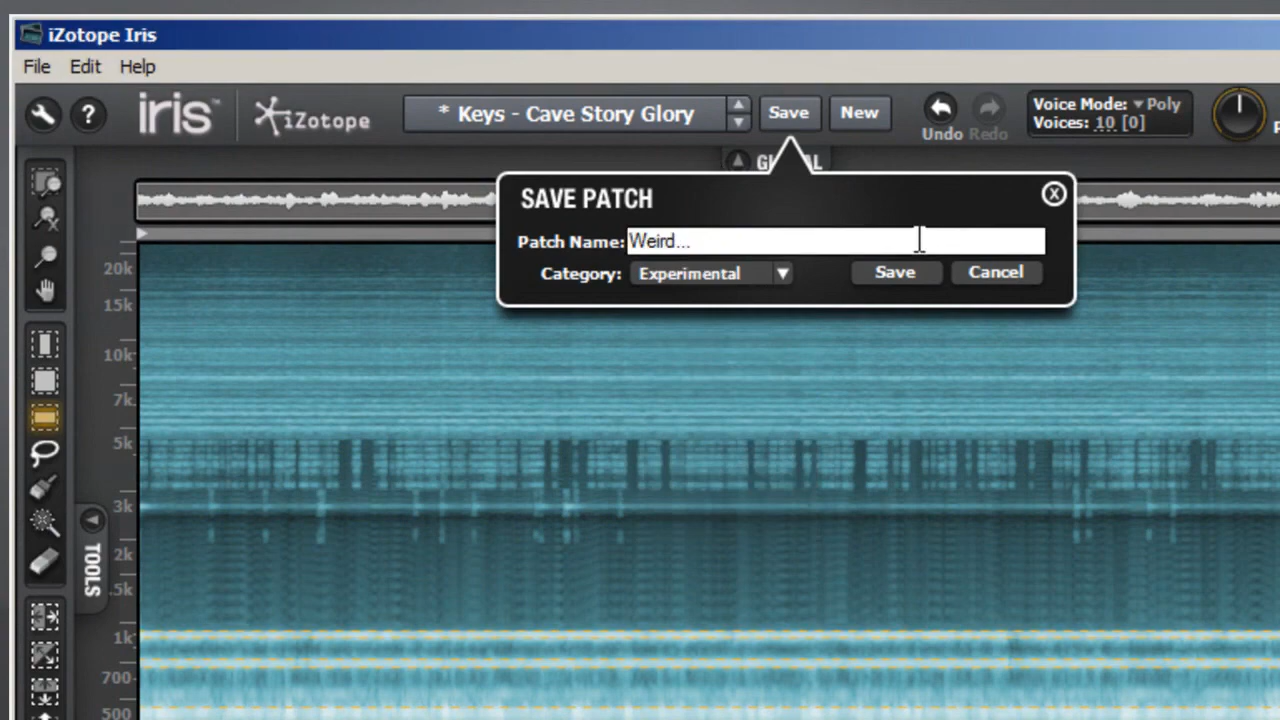 iZotope Iris
File Edit Help
iris™ iZotope * Keys - Cave Story Glory Save New Undo Redo Voice Mode: Poly
Voices: 10 [0]
SAVE PATCH
Patch Name: Weird...
Category: Experimental Save Cancel
20k
15k
10k
7k
5k
3k
2k
.5k
1k
700
500
TOOLS